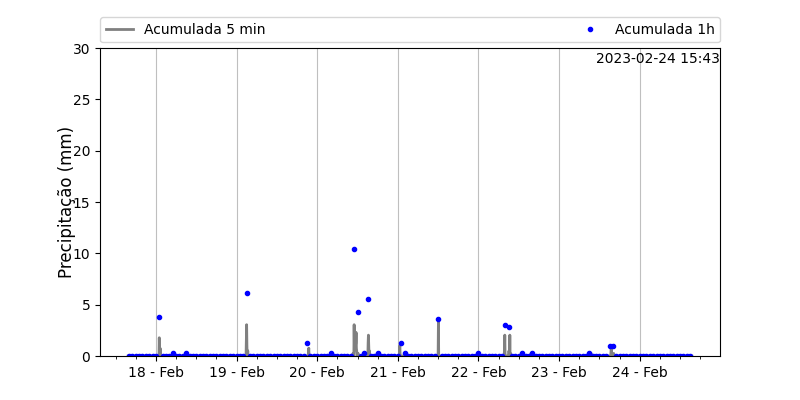 Acumulada 5 min
Acumulada 1h
2023-02-24 15:43
Precipitação (mm)
30
25
20
15
10
5
0
18 - Feb
19 - Feb
20 - Feb
21 - Feb
22 - Feb
23 - Feb
24 - Feb